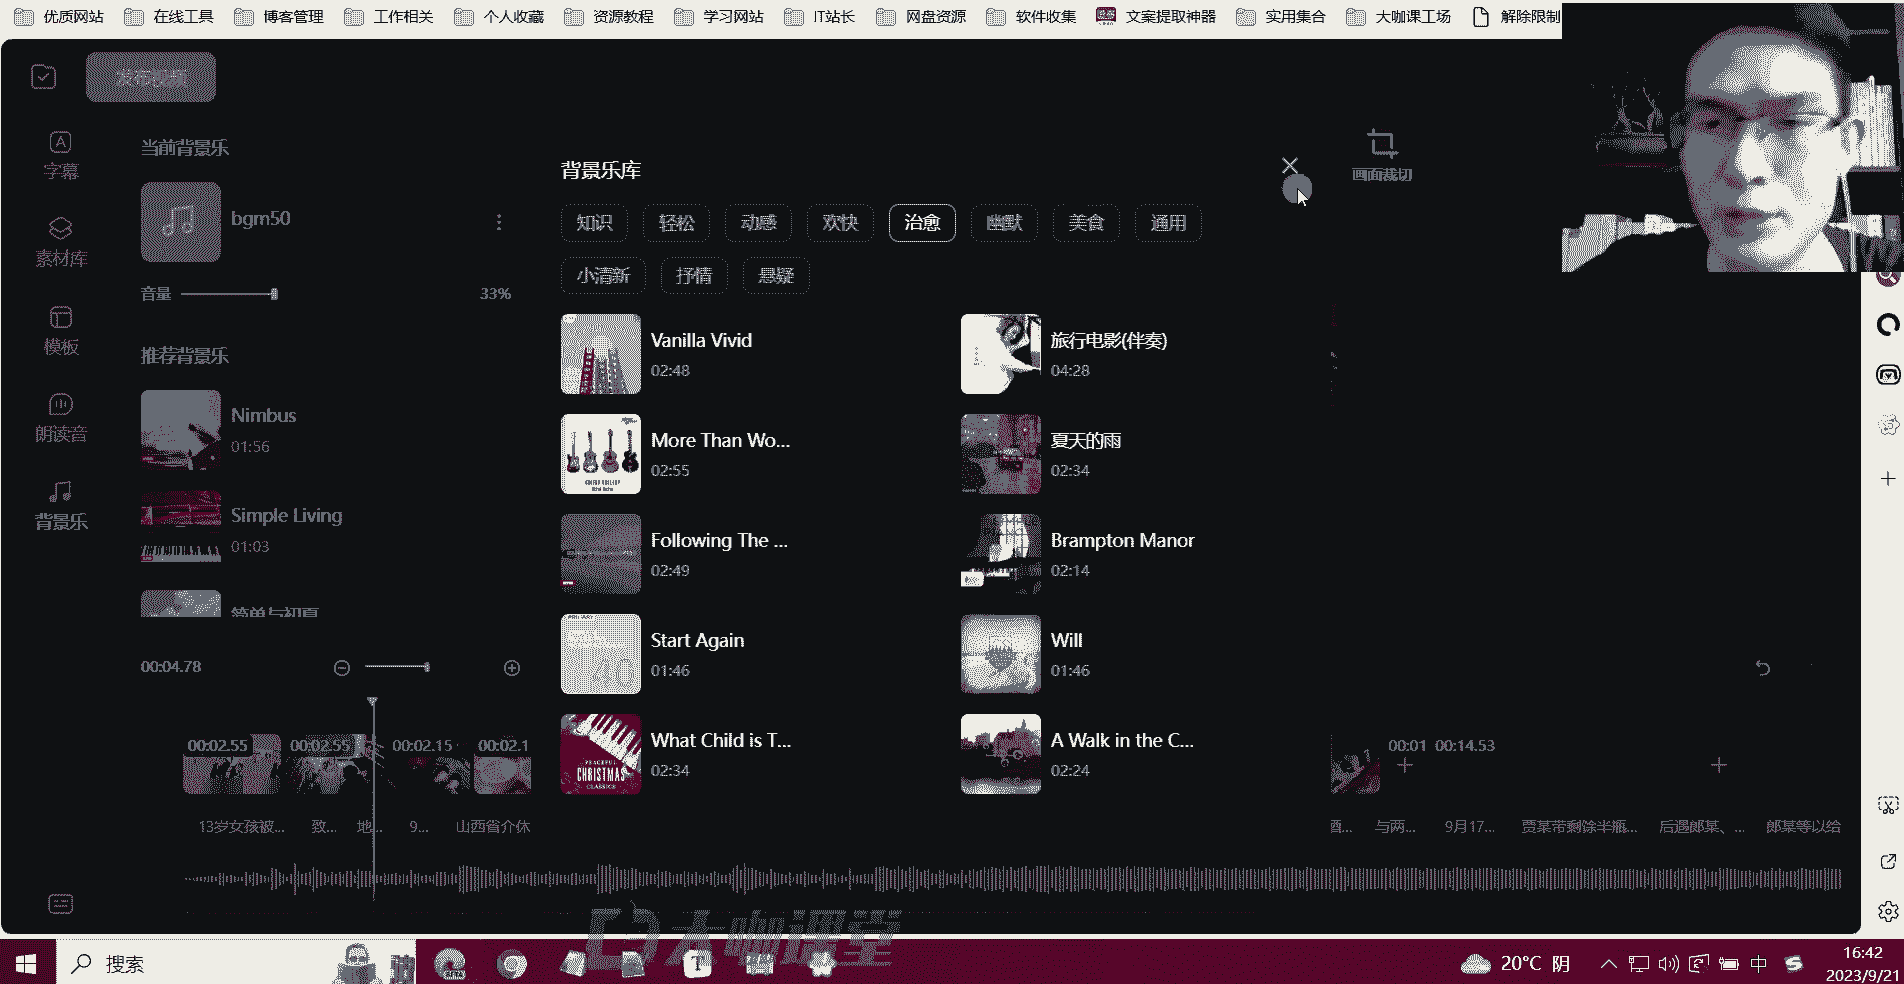 优质网站 在线工具 博客管理 工作相关 个人收藏 资源教程 学习网站 IT站长 网盘资源 软件收集 文案提取神器 实用集合 大咖课工场 解除限制
发布视频
字幕
素材库
模板
朗读音
背景乐
当前背景乐
bgm50
音量 33%
推荐背景乐
Nimbus
01:56
Simple Living
01:03
简单与初夏
背景乐库
知识 轻松 动感 欢快 治愈 幽默 美食 通用
小清新 抒情 悬疑
Vanilla Vivid
02:48
旅行电影(伴奏)
04:28
More Than Wo...
02:55
夏天的雨
02:34
Following The ...
02:49
Brampton Manor
02:14
Start Again
01:46
Will
01:46
What Child is T...
02:34
A Walk in the C...
02:24
PEACEFUL
CHRISTMAS
CLASSICS
画面裁切
00:04.78
00:02.55 00:02.55 00:02.15 00:02.1
00:01 00:14.53
13岁女孩被... 致... 地... 9... 山西省介休
酒... 与两... 9月17... 贾某带剩除半瓶... 后遇郎某、... 郎某等以给
大咖课堂
搜索
20°C 阴
中
16:42
2023/9/21